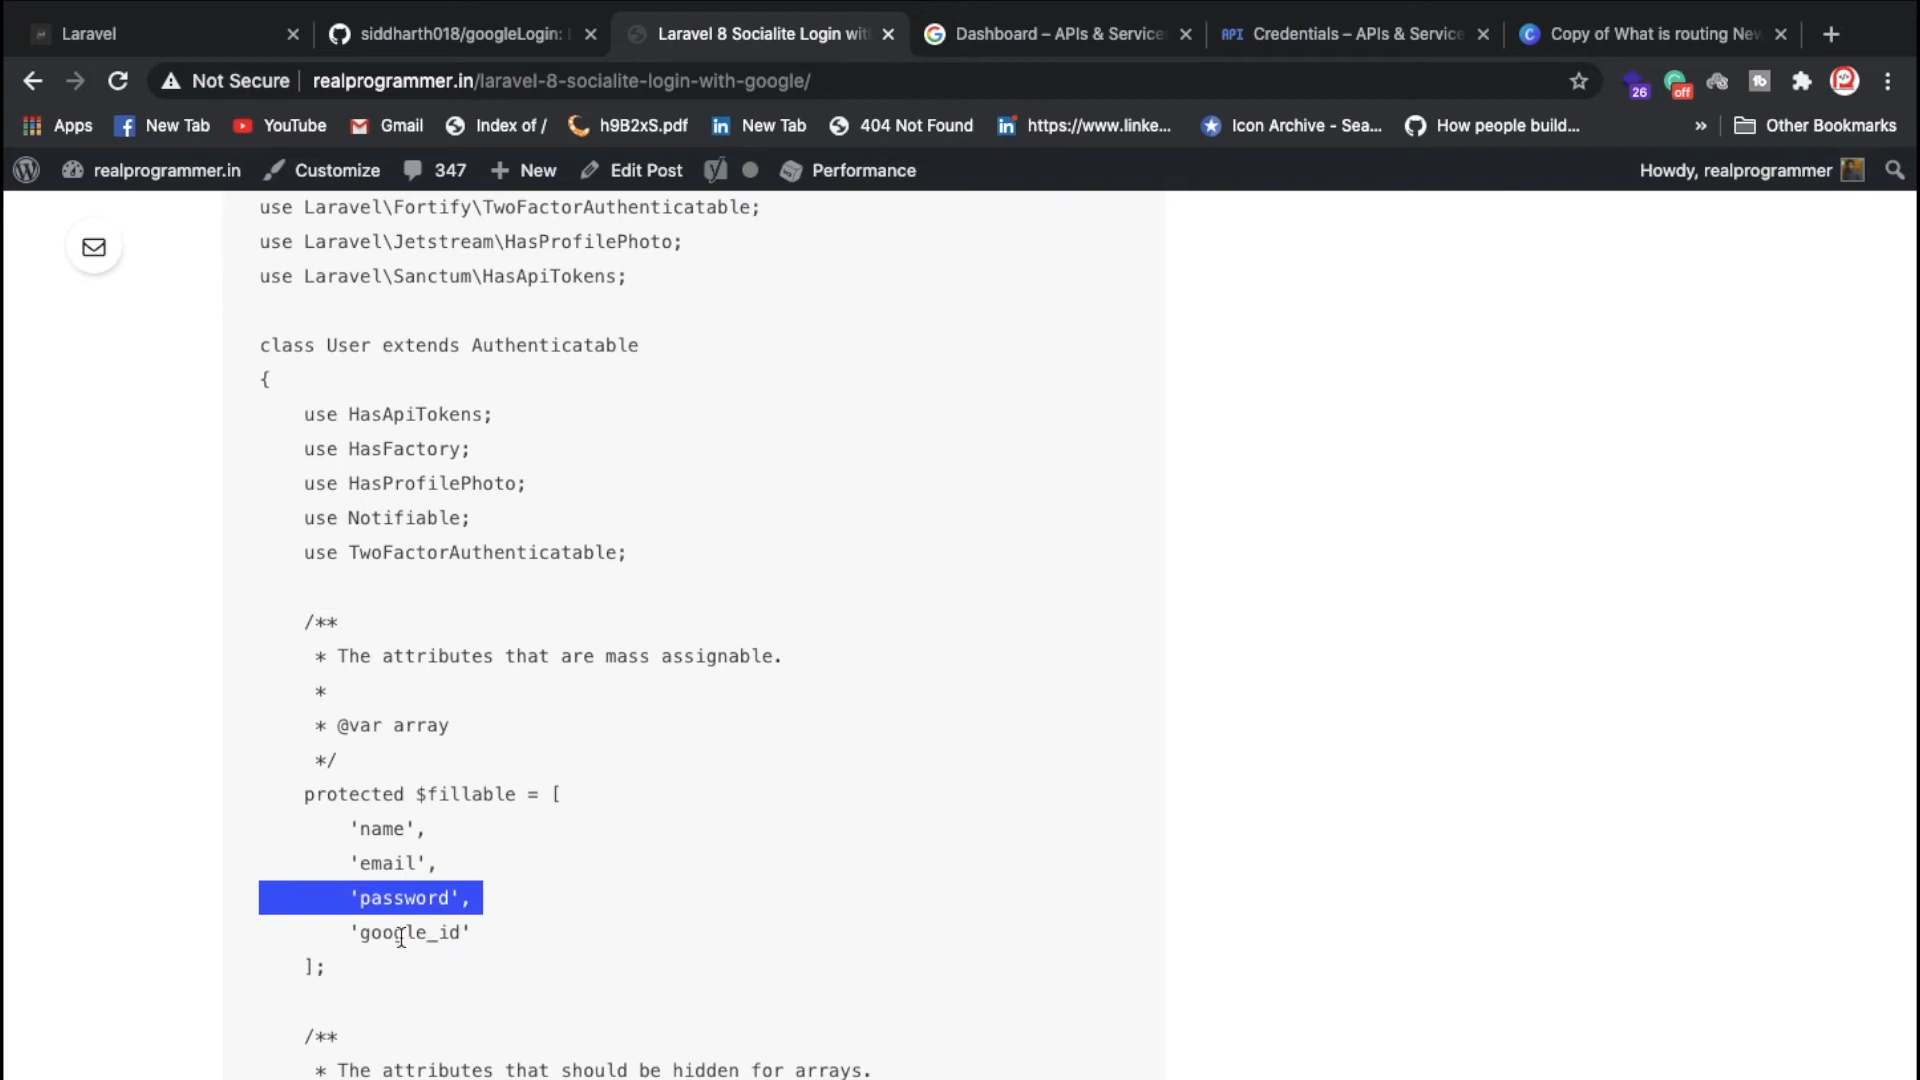 Laravel
siddharth018/googleLogin:
Laravel 8 Socialite Login wit
Dashboard – APIs & Service
API Credentials – APIs & Service
Copy of What is routing New
Not Secure realprogrammer.in/laravel-8-socialite-login-with-google/
26
off
Apps New Tab YouTube Gmail Index of / h9B2xS.pdf New Tab 404 Not Found https://www.linke... Icon Archive - Sea... How people build... » Other Bookmarks
realprogrammer.in Customize 347 New Edit Post Performance Howdy, realprogrammer
use Laravel\Fortify\TwoFactorAuthenticatable;
use Laravel\Jetstream\HasProfilePhoto;
use Laravel\Sanctum\HasApiTokens;
class User extends Authenticatable
{
use HasApiTokens;
use HasFactory;
use HasProfilePhoto;
use Notifiable;
use TwoFactorAuthenticatable;
/**
* The attributes that are mass assignable.
*
* @var array
*/
protected $fillable = [
'name',
'email',
'password',
'google_id'
];
/**
* The attributes that should be hidden for arrays.